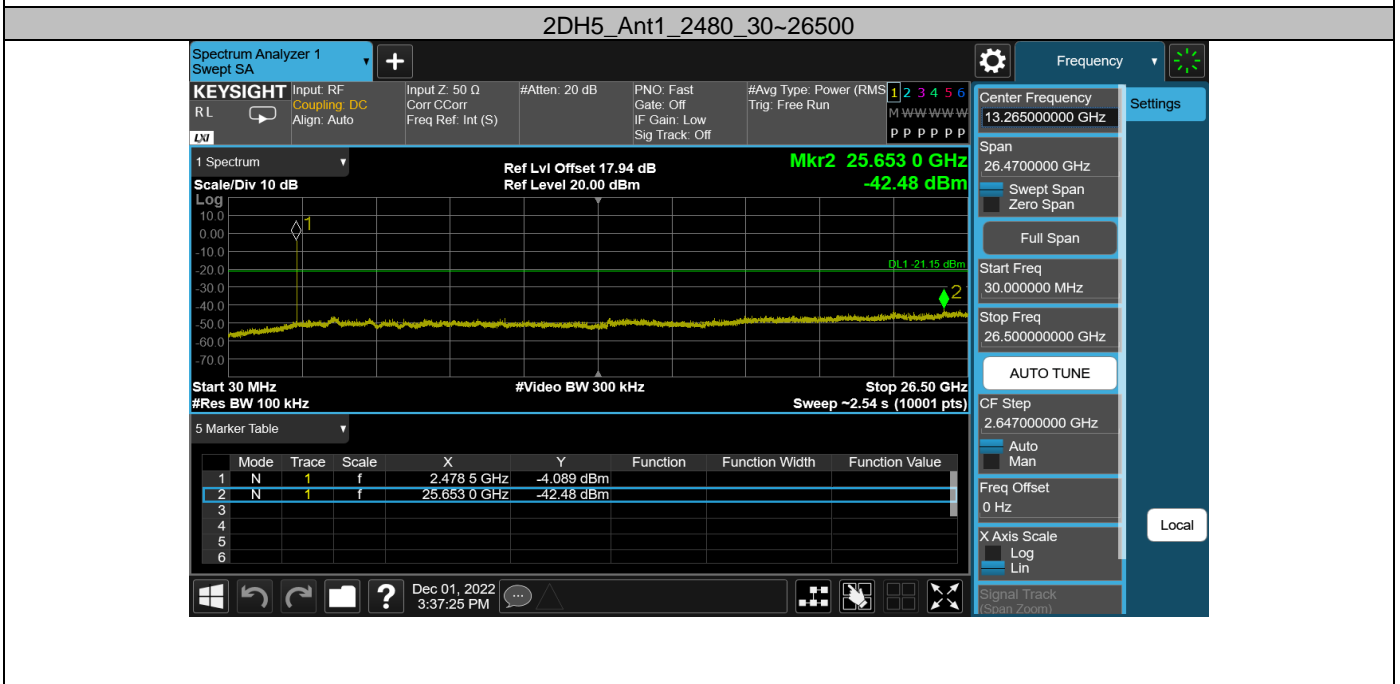 2DH5_Ant1_2480_30~26500
Spectrum Analyzer 1
Swept SA
Frequency
KEYSIGHT
RL
LXI
Input: RF
Coupling: DC
Align: Auto
Input Z: 50 Ω
Corr CCorr
Freq Ref: Int (S)
#Atten: 20 dB
PNO: Fast
Gate: Off
IF Gain: Low
Sig Track: Off
#Avg Type: Power (RMS
Trig: Free Run
1 2 3 4 5 6
M W W W W W
P P P P P P
1 Spectrum
Scale/Div 10 dB
Ref Lvl Offset 17.94 dB
Ref Level 20.00 dBm
Mkr2 25.653 0 GHz
-42.48 dBm
Log
10.0
0.00
-10.0
-20.0
-30.0
-40.0
-50.0
-60.0
-70.0
1
DL1 -21.15 dBm
2
Start 30 MHz
#Video BW 300 kHz
Stop 26.50 GHz
#Res BW 100 kHz
Sweep ~2.54 s (10001 pts)
5 Marker Table
Mode Trace Scale X Y Function Function Width Function Value
1 N 1 f 2.478 5 GHz -4.089 dBm
2 N 1 f 25.653 0 GHz -42.48 dBm
3
4
5
6
Dec 01, 2022
3:37:25 PM
Center Frequency
13.265000000 GHz
Span
26.4700000 GHz
Swept Span
Zero Span
Full Span
Start Freq
30.000000 MHz
Stop Freq
26.500000000 GHz
AUTO TUNE
CF Step
2.647000000 GHz
Auto
Man
Freq Offset
0 Hz
X Axis Scale
Log
Lin
Signal Track
(Span Zoom)
Settings
Local